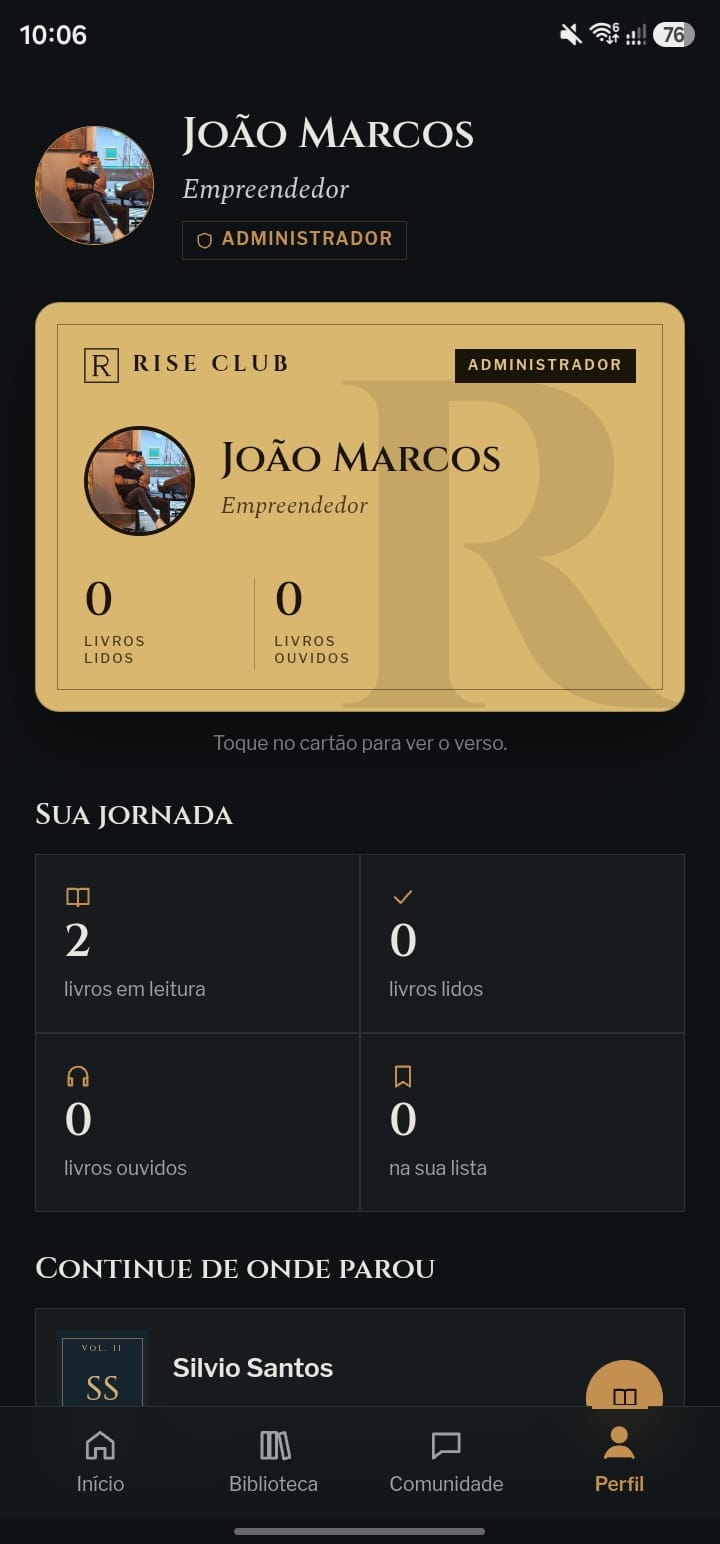 10:06
6
76
João Marcos
Empreendedor
ADMINISTRADOR
R RISE CLUB
ADMINISTRADOR
R
João Marcos
Empreendedor
0
LIVROS
LIDOS
0
LIVROS
OUVIDOS
Toque no cartão para ver o verso.
Sua jornada
2
livros em leitura
0
livros lidos
0
livros ouvidos
0
na sua lista
Continue de onde parou
VOL. II
SS
Silvio Santos
Início
Biblioteca
Comunidade
Perfil